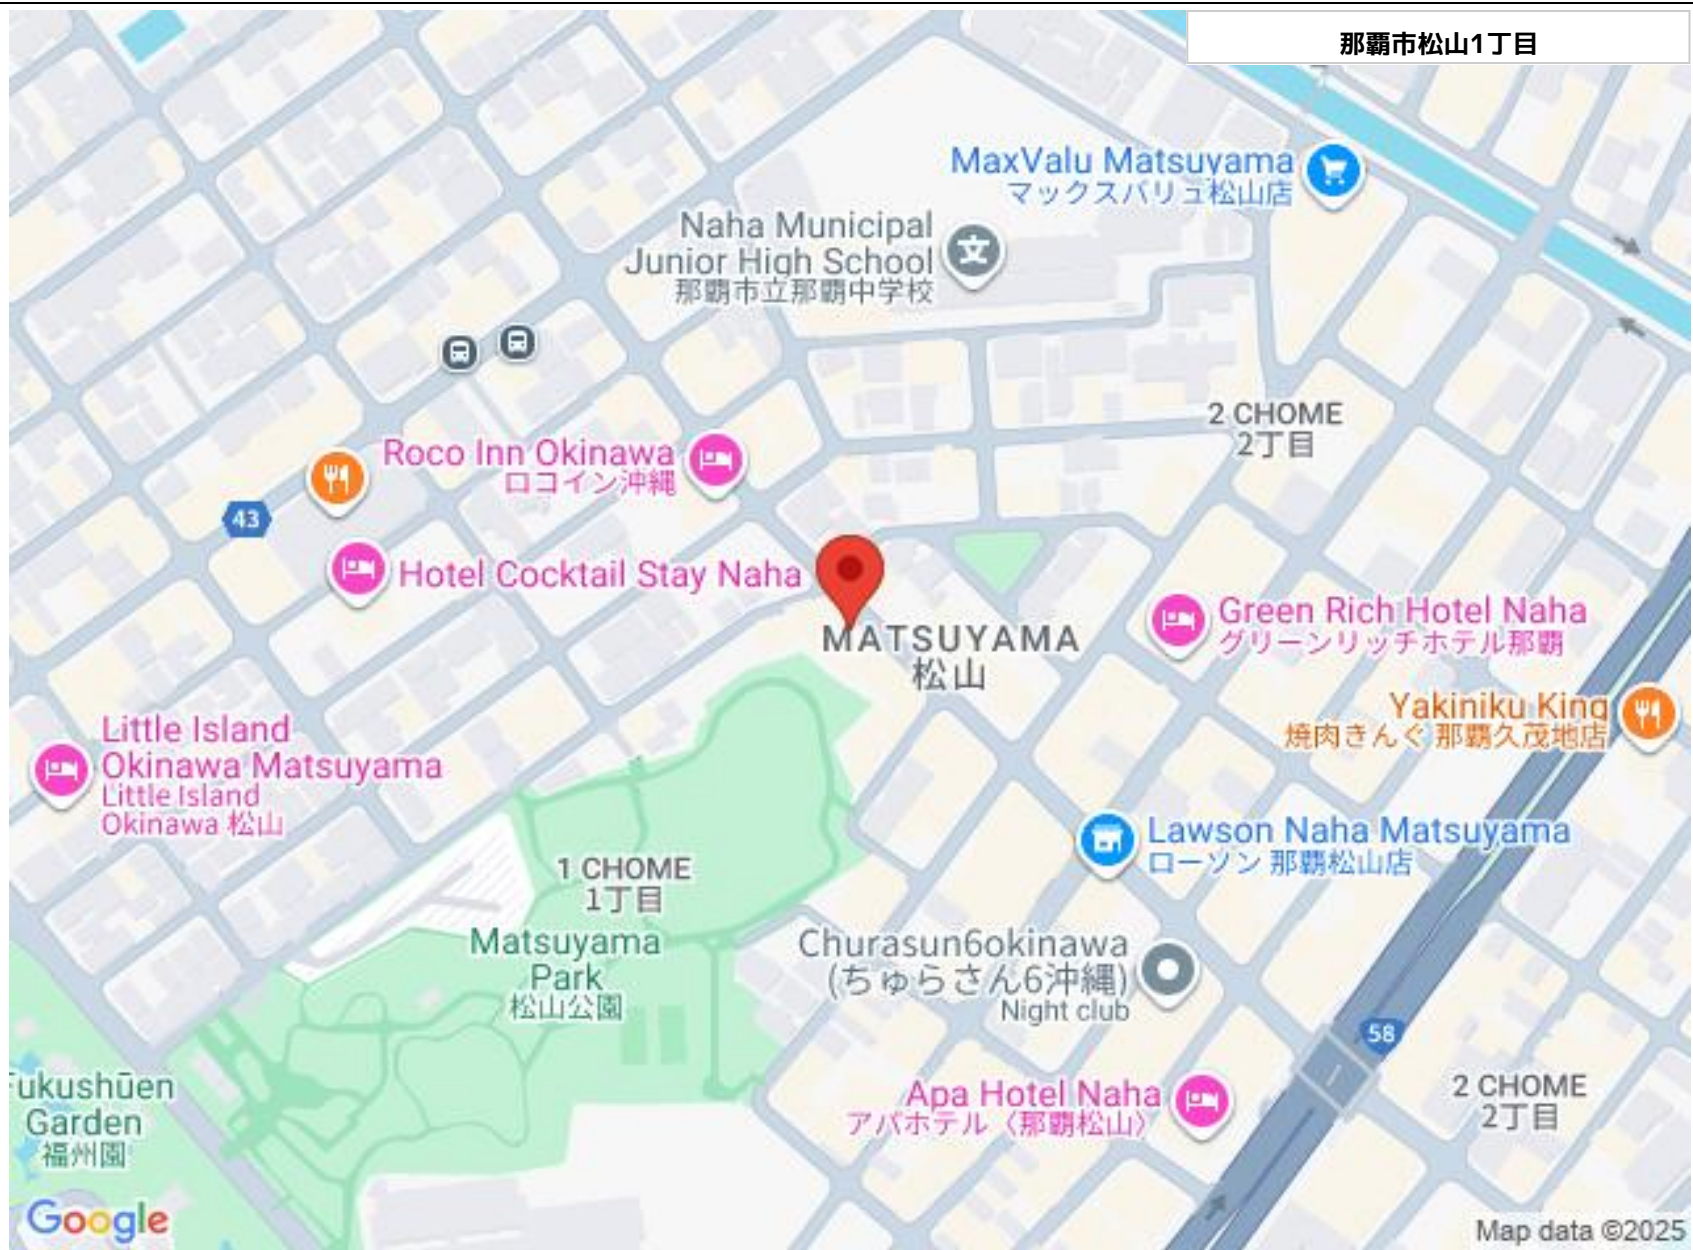 那覇市松山1丁目
MaxValu Matsuyama
マックスバリュ松山店
Naha Municipal
Junior High School
那覇市立那覇中学校
文
2 CHOME
2丁目
Roco Inn Okinawa
ロコイン沖縄
43
Hotel Cocktail Stay Naha
MATSUYAMA
松山
Green Rich Hotel Naha
グリーンリッチホテル那覇
Yakiniku King
焼肉きんぐ 那覇久茂地店
Little Island
Okinawa Matsuyama
Little Island
Okinawa 松山
Lawson Naha Matsuyama
ローソン 那覇松山店
1 CHOME
1丁目
Matsuyama
Park
松山公園
Churasun6okinawa
(ちゅらさん6沖縄)
Night club
58
Apa Hotel Naha
アパホテル〈那覇松山〉
2 CHOME
2丁目
ukushūen
Garden
福州園
Google
Map data ©2025